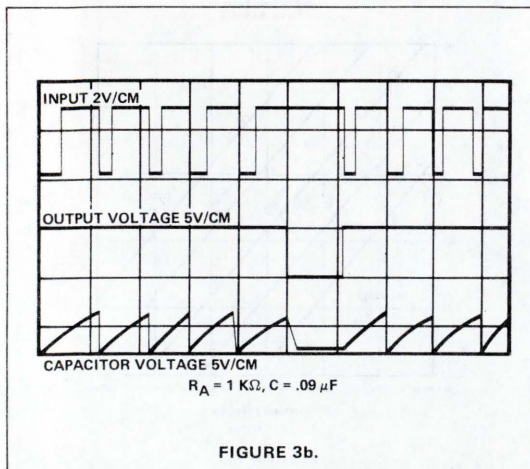 INPUT 2V/CM
OUTPUT VOLTAGE 5V/CM
CAPACITOR VOLTAGE 5V/CM
R_A = 1 KΩ, C = .09 μF
FIGURE 3b.